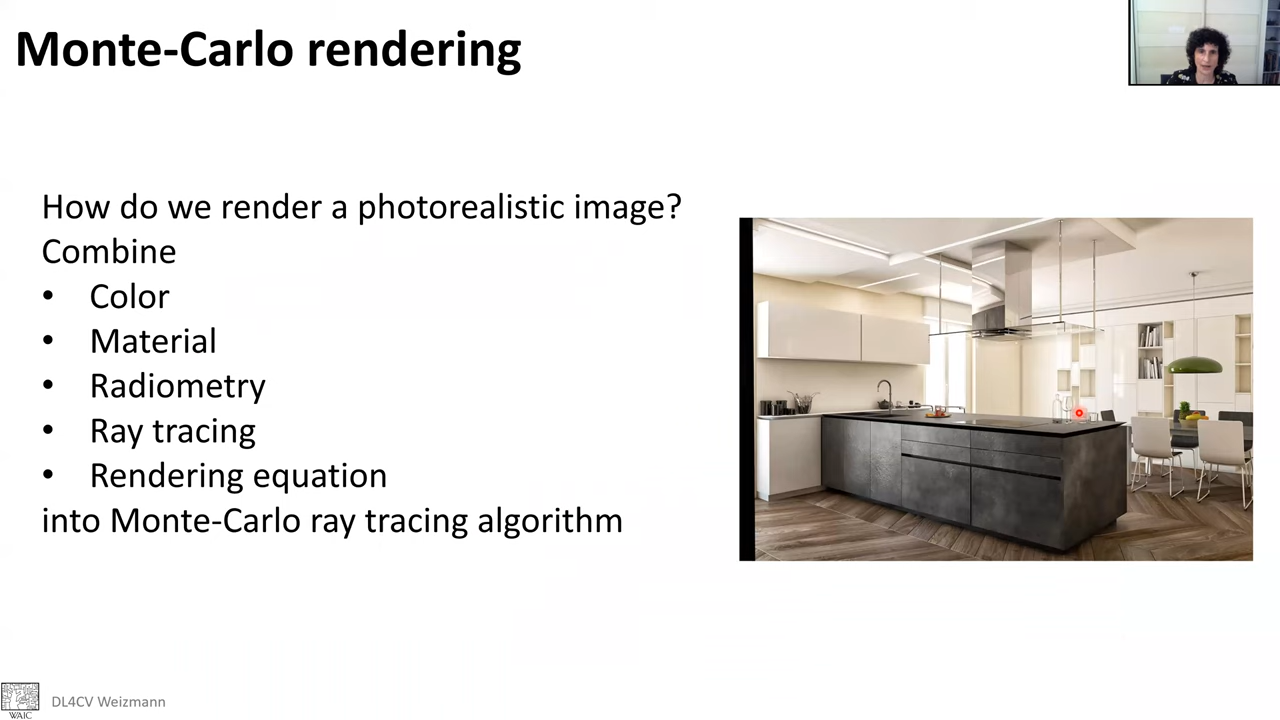 Monte-Carlo rendering
How do we render a photorealistic image?
Combine
• Color
• Material
• Radiometry
• Ray tracing
• Rendering equation
into Monte-Carlo ray tracing algorithm
WAIC
DL4CV Weizmann